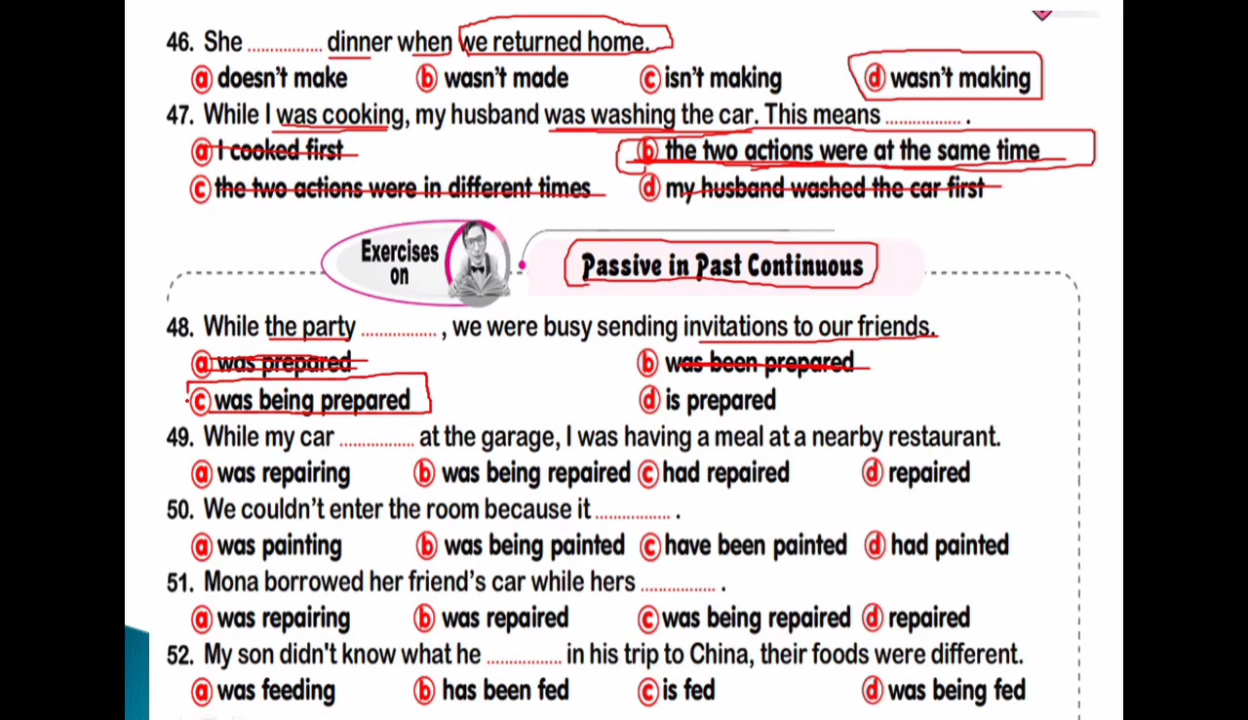 46. She ................ dinner when we returned home.
ⓐ doesn't make ⓑ wasn't made ⓒ isn't making ⓓ wasn't making
47. While I was cooking, my husband was washing the car. This means ................ .
ⓐ I cooked first ⓑ the two actions were at the same time
ⓒ the two actions were in different times ⓓ my husband washed the car first
Exercises on
Passive in Past Continuous
48. While the party ................ , we were busy sending invitations to our friends.
ⓐ was prepared ⓑ was been prepared
ⓒ was being prepared ⓓ is prepared
49. While my car ................ at the garage, I was having a meal at a nearby restaurant.
ⓐ was repairing ⓑ was being repaired ⓒ had repaired ⓓ repaired
50. We couldn't enter the room because it ................ .
ⓐ was painting ⓑ was being painted ⓒ have been painted ⓓ had painted
51. Mona borrowed her friend's car while hers ................ .
ⓐ was repairing ⓑ was repaired ⓒ was being repaired ⓓ repaired
52. My son didn't know what he ................ in his trip to China, their foods were different.
ⓐ was feeding ⓑ has been fed ⓒ is fed ⓓ was being fed